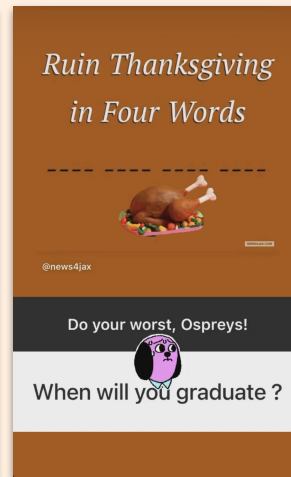 Ruin Thanksgiving
in Four Words
---- ---- ---- ----
@news4jax
Do your worst, Ospreys!
When will you graduate ?